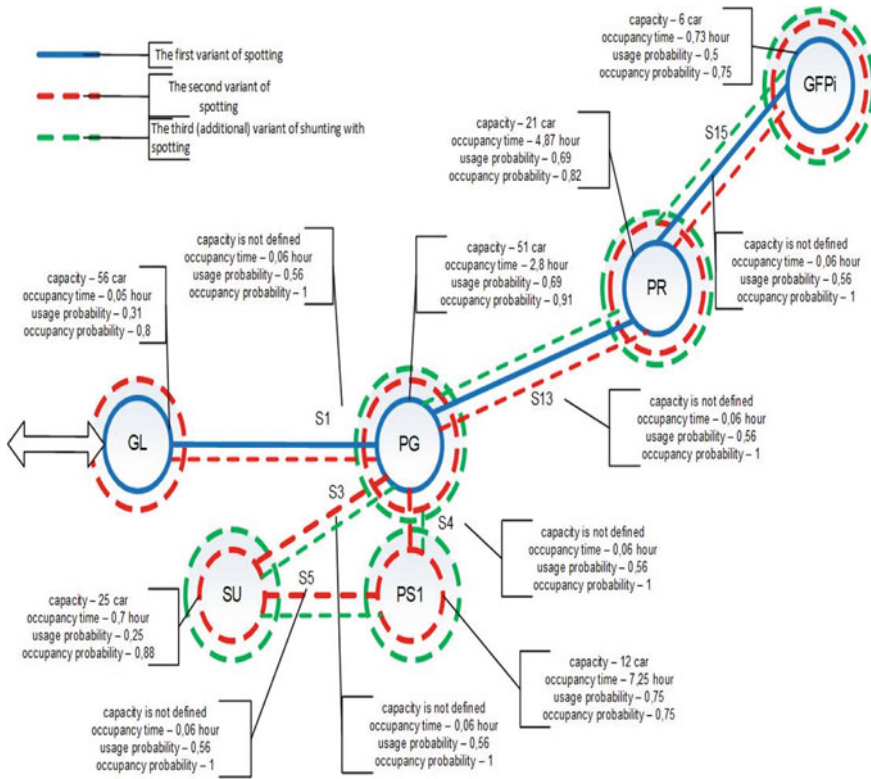 The first variant of spotting
The second variant of
spotting
The third (additional) variant of shunting with
spotting
capacity – 6 car
occupancy time – 0,73 hour
usage probability – 0,5
occupancy probability – 0,75
GFPi
S15
capacity – 21 car
occupancy time – 4,87 hour
usage probability – 0,69
occupancy probability – 0,82
capacity is not defined
occupancy time – 0,06 hour
usage probability – 0,56
occupancy probability – 1
capacity – 51 car
occupancy time – 2,8 hour
usage probability – 0,69
occupancy probability – 0,91
capacity is not defined
occupancy time – 0,06 hour
usage probability – 0,56
occupancy probability – 1
capacity – 56 car
occupancy time – 0,05 hour
usage probability – 0,31
occupancy probability – 0,8
PR
S13
capacity is not defined
occupancy time – 0,06 hour
usage probability – 0,56
occupancy probability – 1
S1
GL
PG
S3
S4
capacity is not defined
occupancy time – 0,06 hour
usage probability – 0,56
occupancy probability – 1
SU
S5
PS1
capacity – 25 car
occupancy time – 0,7 hour
usage probability – 0,25
occupancy probability – 0,88
capacity – 12 car
occupancy time – 7,25 hour
usage probability – 0,75
occupancy probability – 0,75
capacity is not defined
occupancy time – 0,06 hour
usage probability – 0,56
occupancy probability – 1
capacity is not defined
occupancy time – 0,06 hour
usage probability – 0,56
occupancy probability – 1